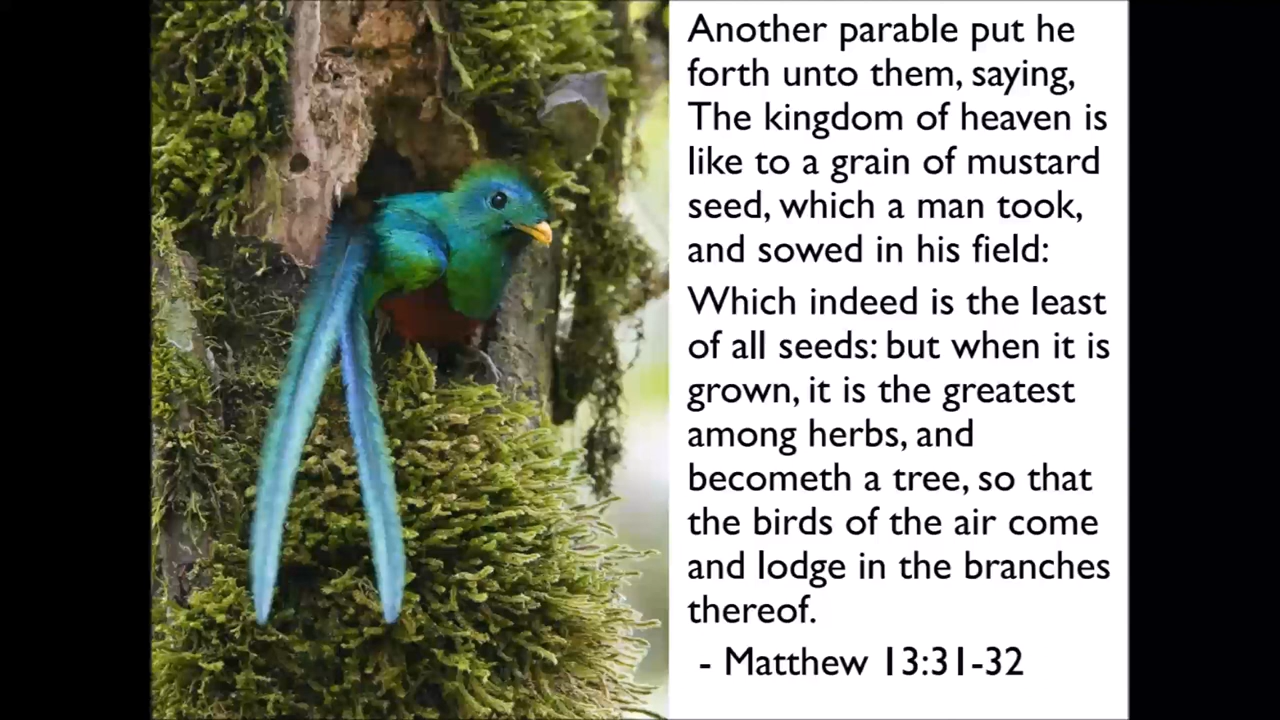 Another parable put he
forth unto them, saying,
The kingdom of heaven is
like to a grain of mustard
seed, which a man took,
and sowed in his field:
Which indeed is the least
of all seeds: but when it is
grown, it is the greatest
among herbs, and
becometh a tree, so that
the birds of the air come
and lodge in the branches
thereof.
- Matthew 13:31-32